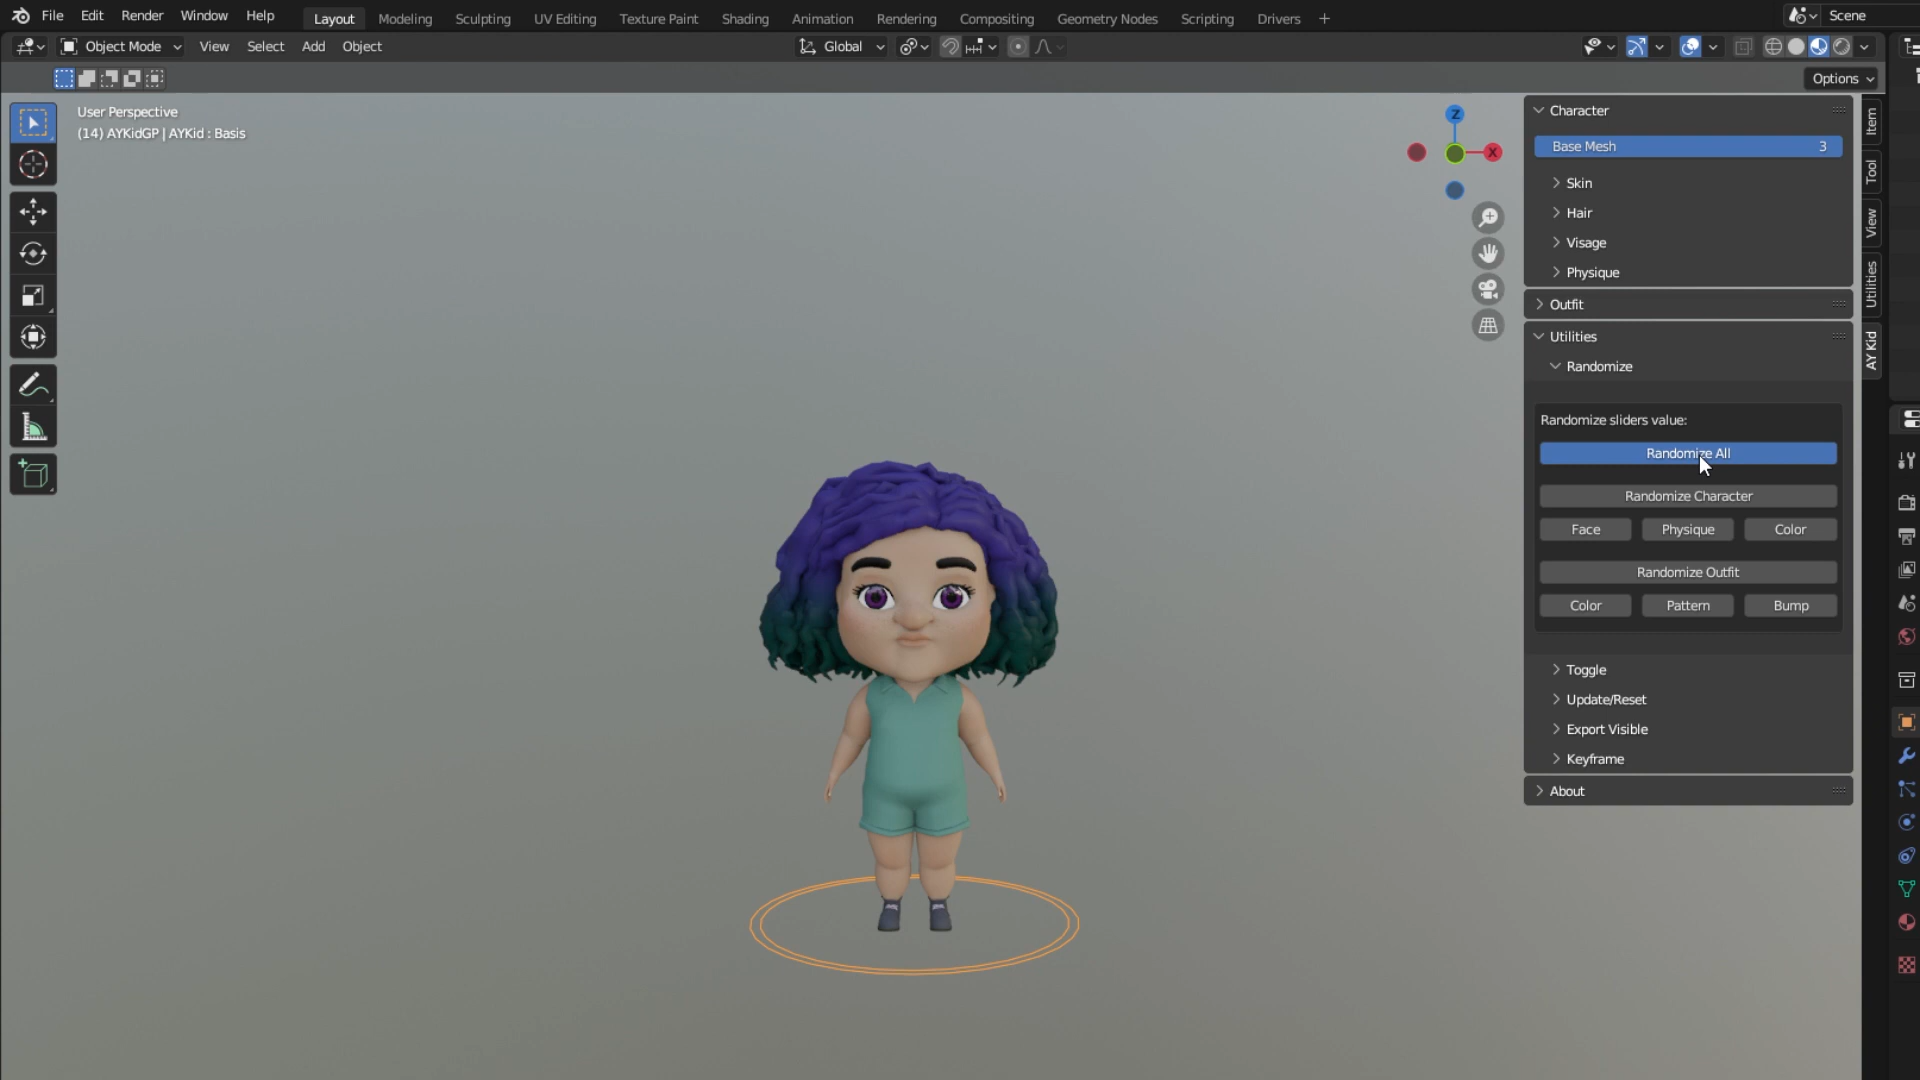 File Edit Render Window Help
Layout Modeling Sculpting UV Editing Texture Paint Shading Animation Rendering Compositing Geometry Nodes Scripting Drivers +
Scene
Object Mode View Select Add Object
Global
Options
User Perspective
(14) AYKidGP | AYKid : Basis
Z
X
Character
Base Mesh 3
Skin
Hair
Visage
Physique
Outfit
Utilities
Randomize
Randomize sliders value:
Randomize All
Randomize Character
Face Physique Color
Randomize Outfit
Color Pattern Bump
Toggle
Update/Reset
Export Visible
Keyframe
About
Item
Tool
View
Utilities
AY Kid